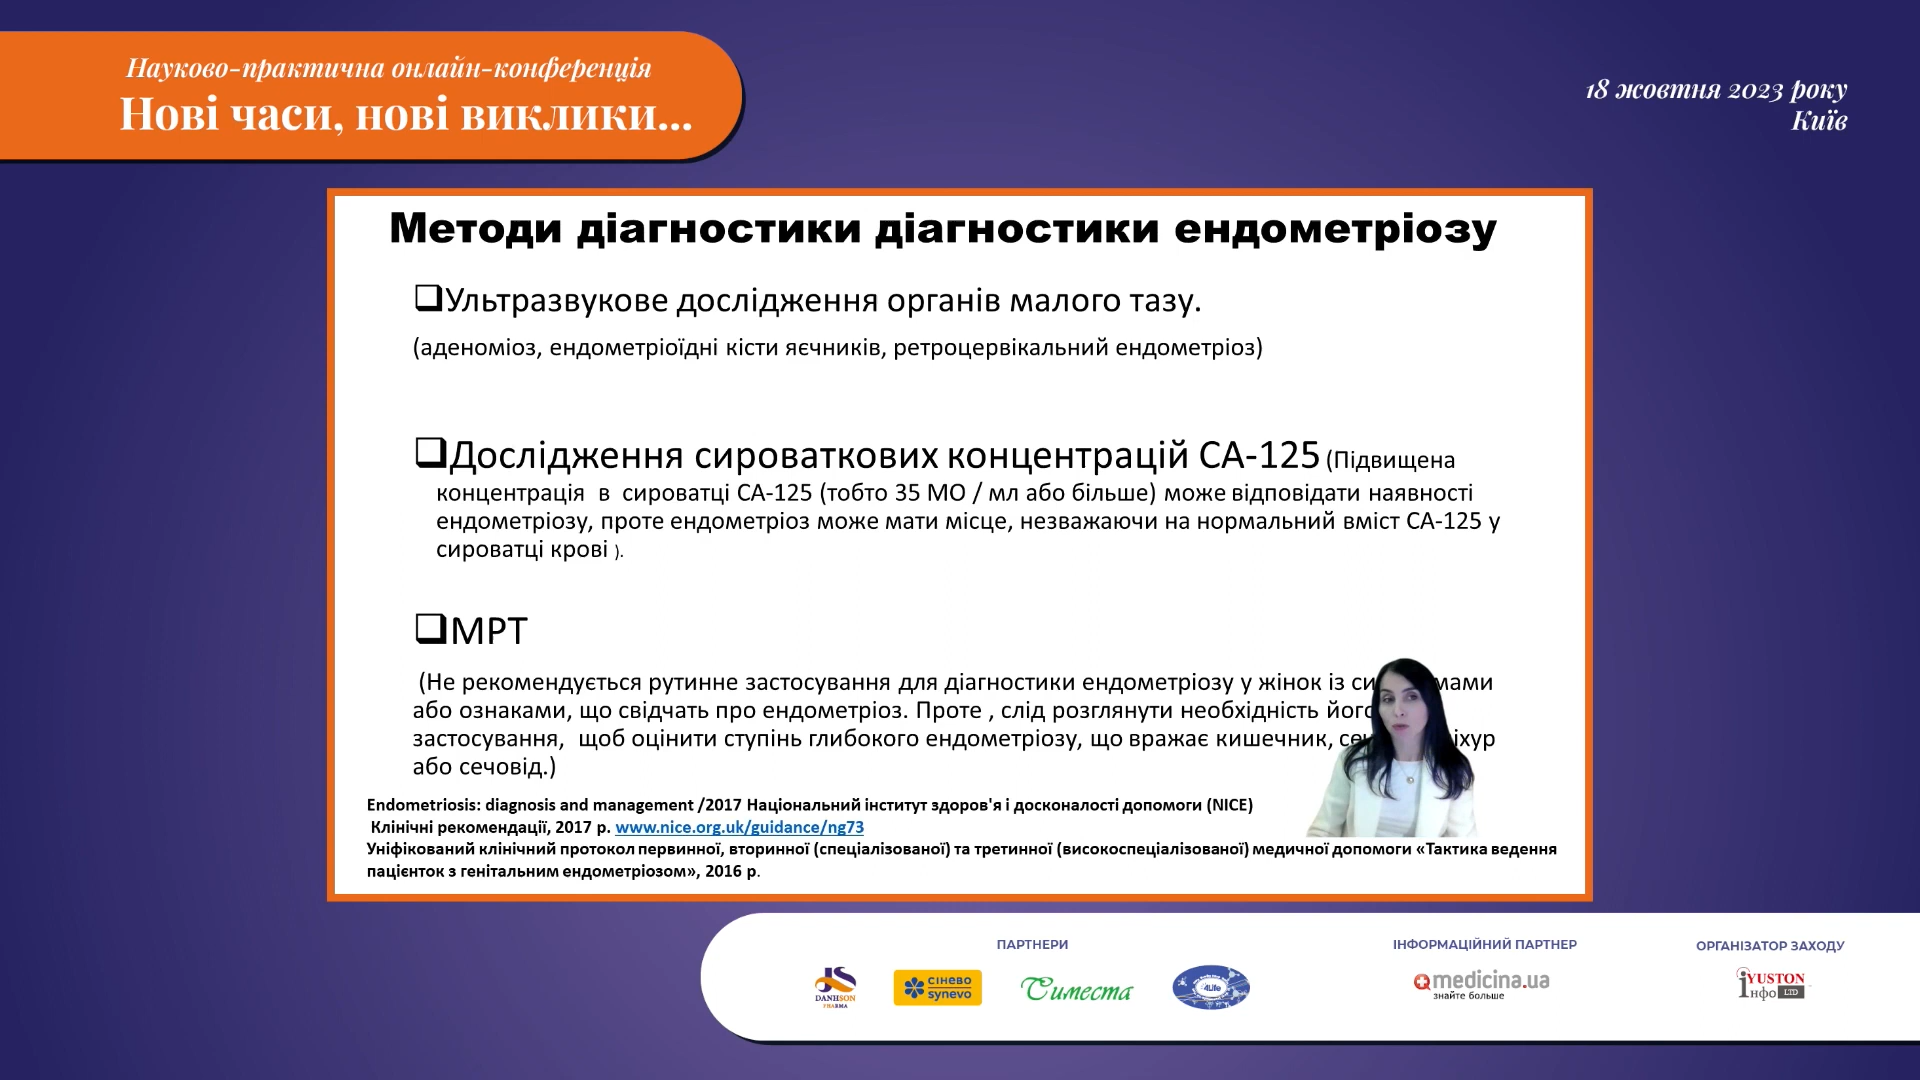 Науково-практична онлайн-конференція
Нові часи, нові виклики...
18 жовтня 2023 року
Київ
Методи діагностики діагностики ендометріозу
Ультразвукове дослідження органів малого тазу.
(аденоміоз, ендометріоїдні кісти яєчників, ретроцервікальний ендометріоз)
Дослідження сироваткових концентрацій СА-125 (Підвищена
концентрація в сироватці СА-125 (тобто 35 МО / мл або більше) може відповідати наявності
ендометріозу, проте ендометріоз може мати місце, незважаючи на нормальний вміст СА-125 у
сироватці крові ).
МРТ
(Не рекомендується рутинне застосування для діагностики ендометріозу у жінок із
або ознаками, що свідчать про ендометріоз. Проте , слід розглянути необхідність його
застосування, щоб оцінити ступінь глибокого ендометріозу, що вражає кишечник,
або сечовід.)
Endometriosis: diagnosis and management /2017 Національний інститут здоров'я і досконалості допомоги (NICE)
Клінічні рекомендації, 2017 р. www.nice.org.uk/guidance/ng73
Уніфікований клінічний протокол первинної, вторинної (спеціалізованої) та третинної (високоспеціалізованої) медичної допомоги «Тактика ведення
пацієнток з генітальним ендометріозом», 2016 р.
ПАРТНЕРИ
ІНФОРМАЦІЙНИЙ ПАРТНЕР
ОРГАНІЗАТОР ЗАХОДУ
DANHSON
PHARMA
сінево
synevo
Симеста
4Life
medicina.ua
знайте больше
iYUSTON
Інфо LTD